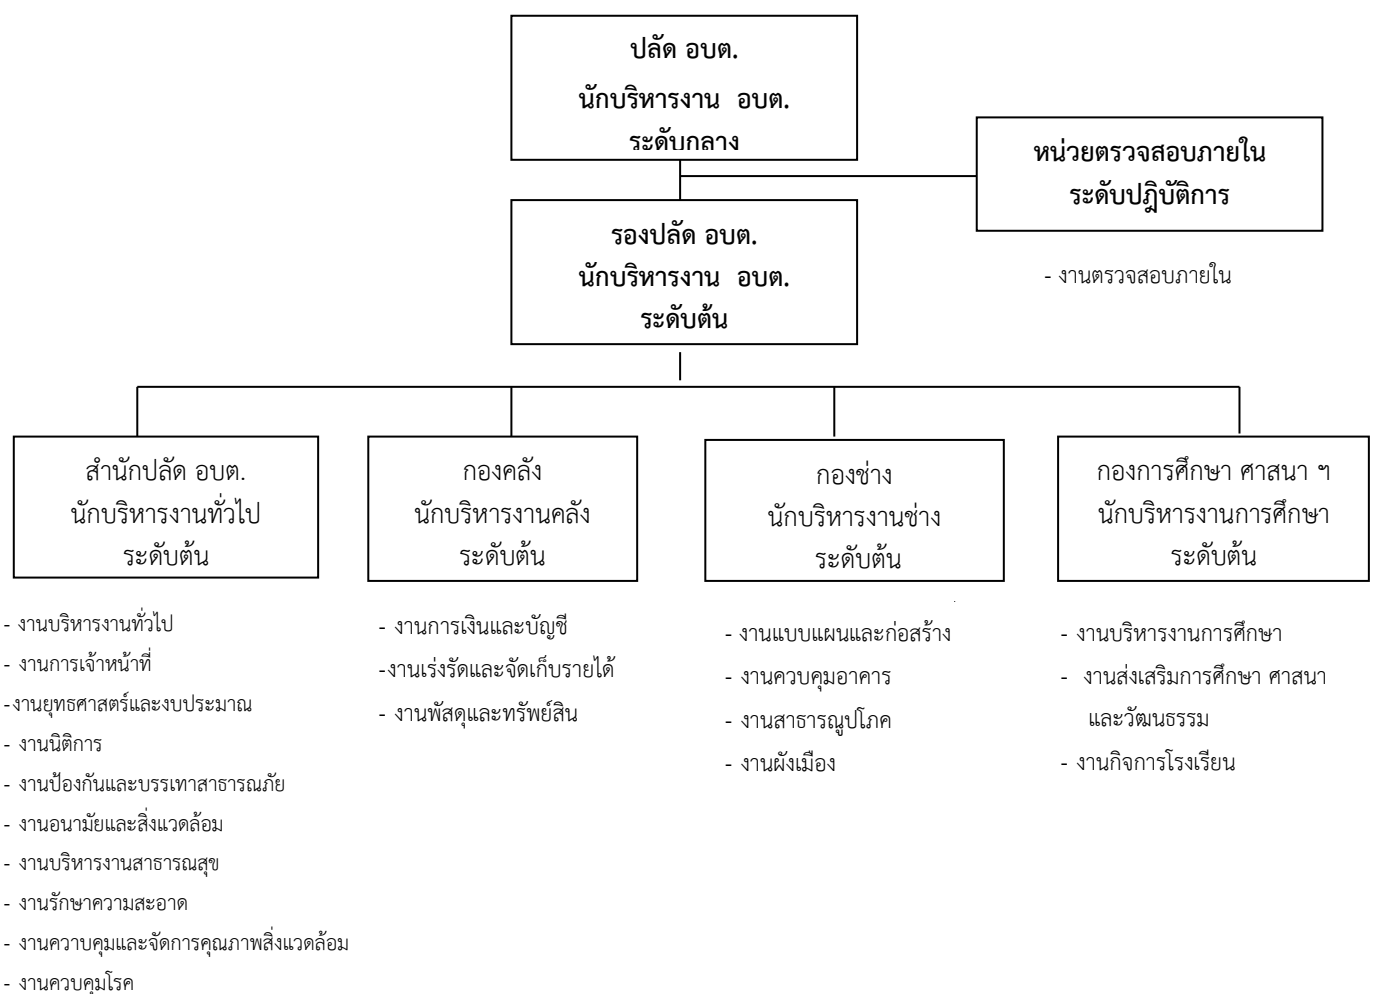 ปลัด อบต.
นักบริหารงาน อบต.
ระดับกลาง
หน่วยตรวจสอบภายใน
ระดับปฎิบัติการ
- งานตรวจสอบภายใน
รองปลัด อบต.
นักบริหารงาน อบต.
ระดับต้น
สำนักปลัด อบต.
นักบริหารงานทั่วไป
ระดับต้น
- งานบริหารงานทั่วไป
- งานการเจ้าหน้าที่
-งานยุทธศาสตร์และงบประมาณ
- งานนิติการ
- งานป้องกันและบรรเทาสาธารณภัย
- งานอนามัยและสิ่งแวดล้อม
- งานบริหารงานสาธารณสุข
- งานรักษาความสะอาด
- งานควาบคุมและจัดการคุณภาพสิ่งแวดล้อม
- งานควบคุมโรค
กองคลัง
นักบริหารงานคลัง
ระดับต้น
- งานการเงินและบัญชี
-งานเร่งรัดและจัดเก็บรายได้
- งานพัสดุและทรัพย์สิน
กองช่าง
นักบริหารงานช่าง
ระดับต้น
- งานแบบแผนและก่อสร้าง
- งานควบคุมอาคาร
- งานสาธารณูปโภค
- งานผังเมือง
กองการศึกษา ศาสนา ฯ
นักบริหารงานการศึกษา
ระดับต้น
- งานบริหารงานการศึกษา
- งานส่งเสริมการศึกษา ศาสนา
และวัฒนธรรม
- งานกิจการโรงเรียน